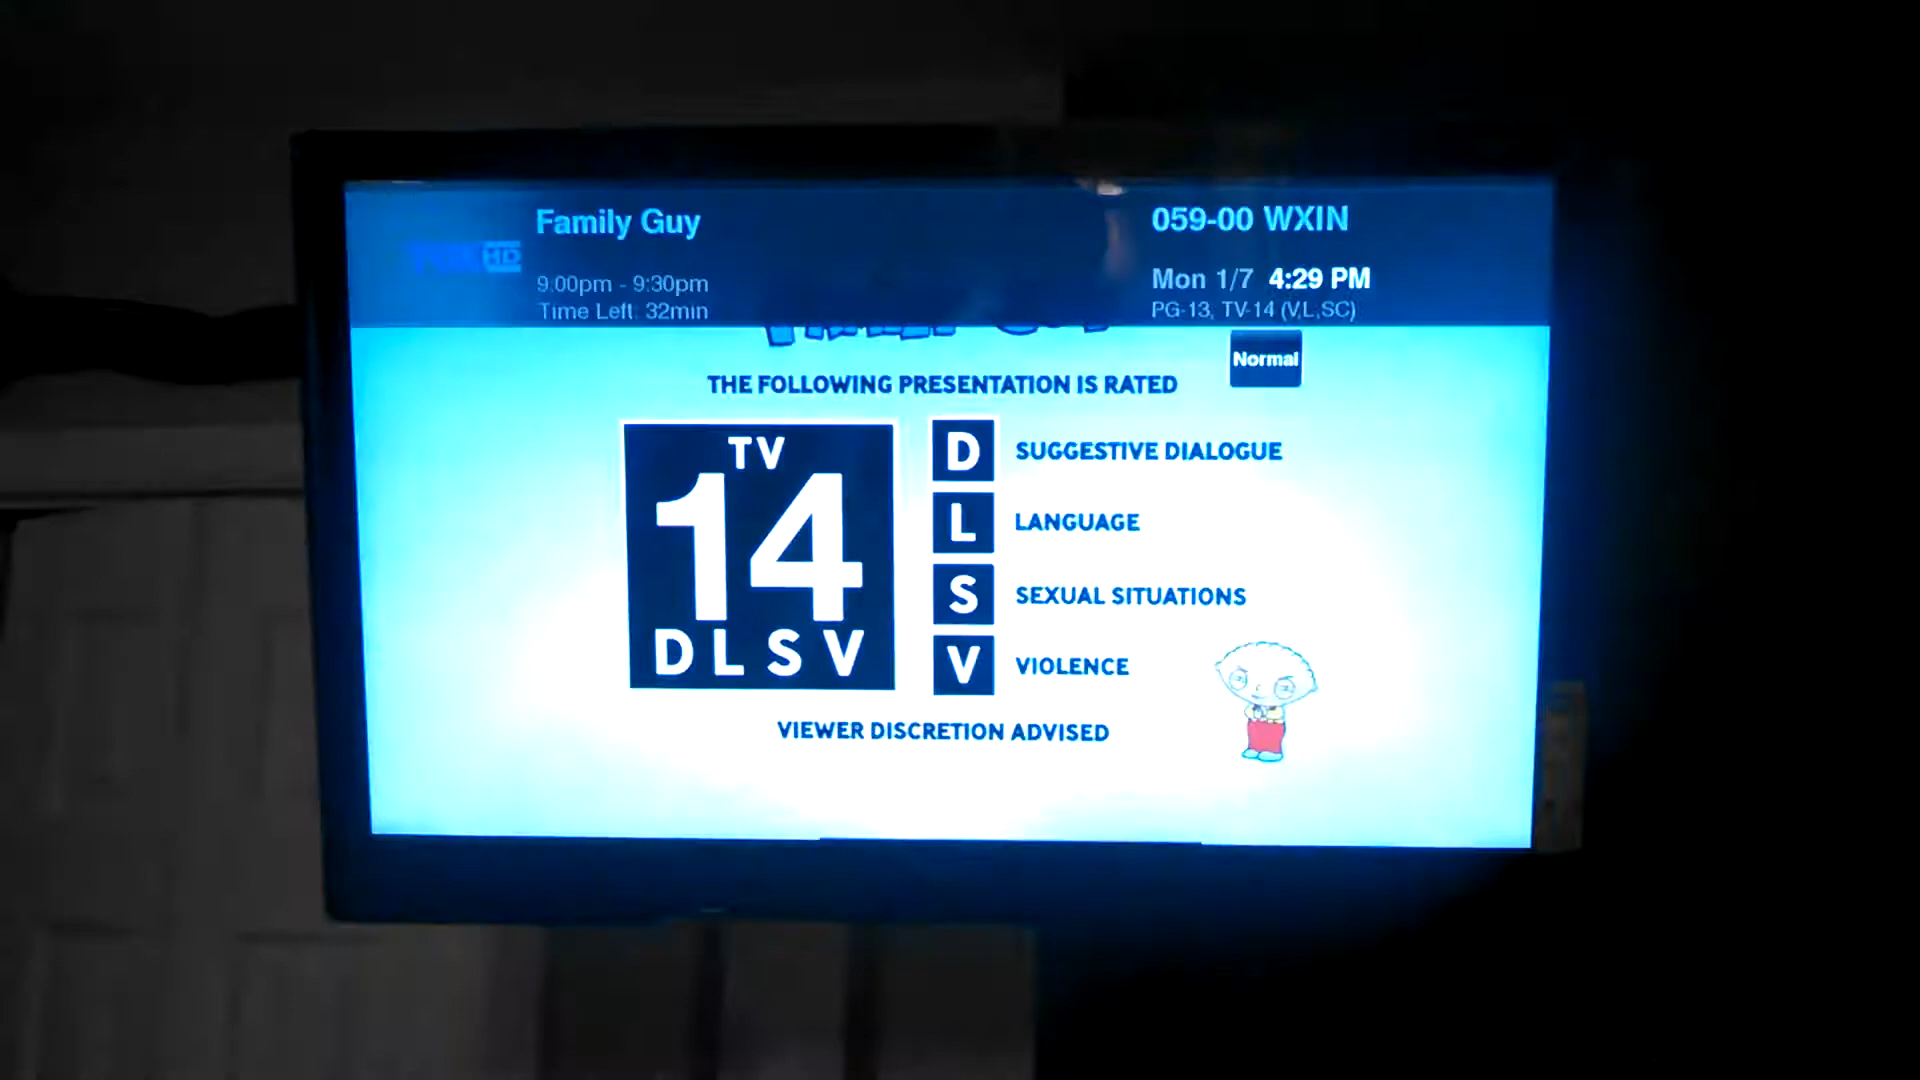 Family Guy
059-00 WXIN
HD
9:00pm - 9:30pm
Mon 1/7 4:29 PM
Time Left: 32min
PG-13, TV-14 (V,L,SC)
Normal
THE FOLLOWING PRESENTATION IS RATED
TV
14
DLSV
D SUGGESTIVE DIALOGUE
L LANGUAGE
S SEXUAL SITUATIONS
V VIOLENCE
VIEWER DISCRETION ADVISED